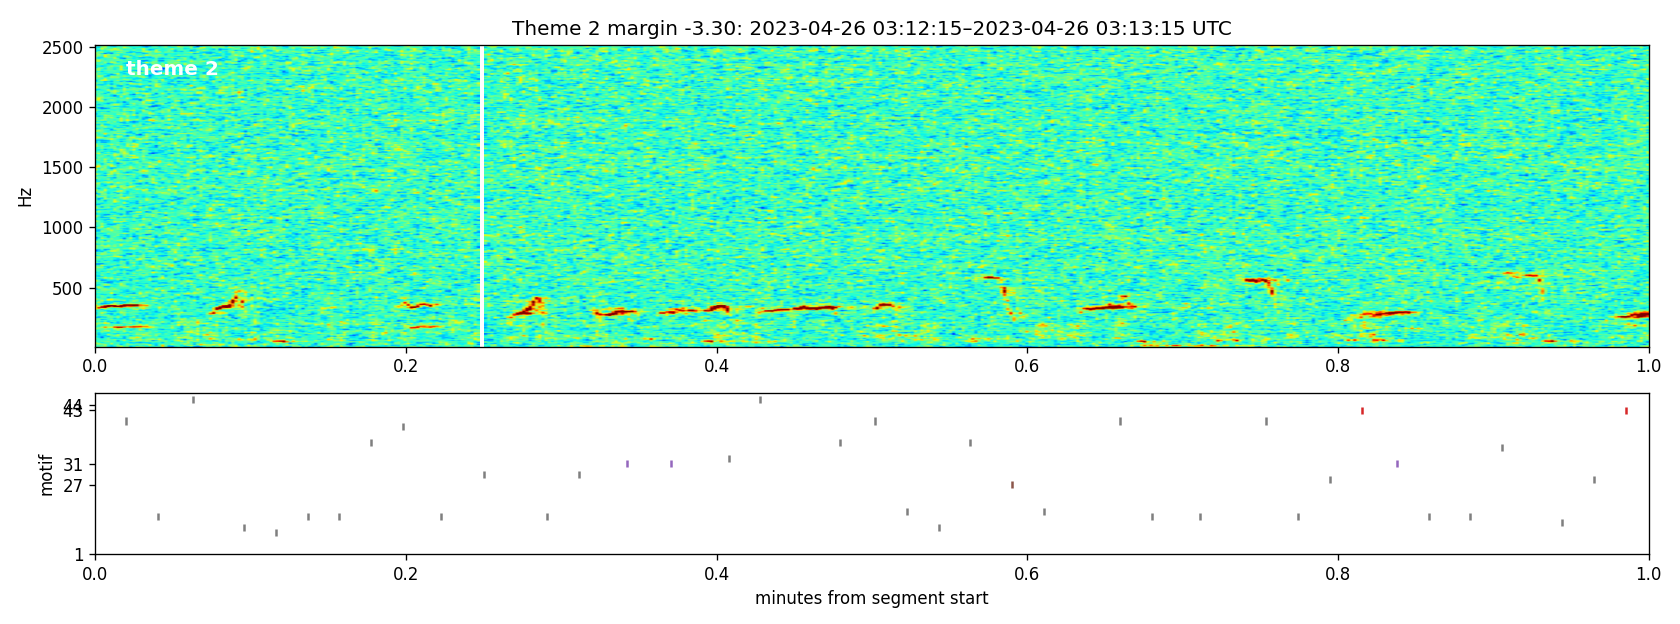 Theme 2 margin -3.30: 2023-04-26 03:12:15–2023-04-26 03:13:15 UTC
2500
theme 2
2000
1500
Hz
1000
500
0.0 0.2 0.4 0.6 0.8 1.0
44
43
31
motif
27
1
0.0 0.2 0.4 0.6 0.8 1.0
minutes from segment start